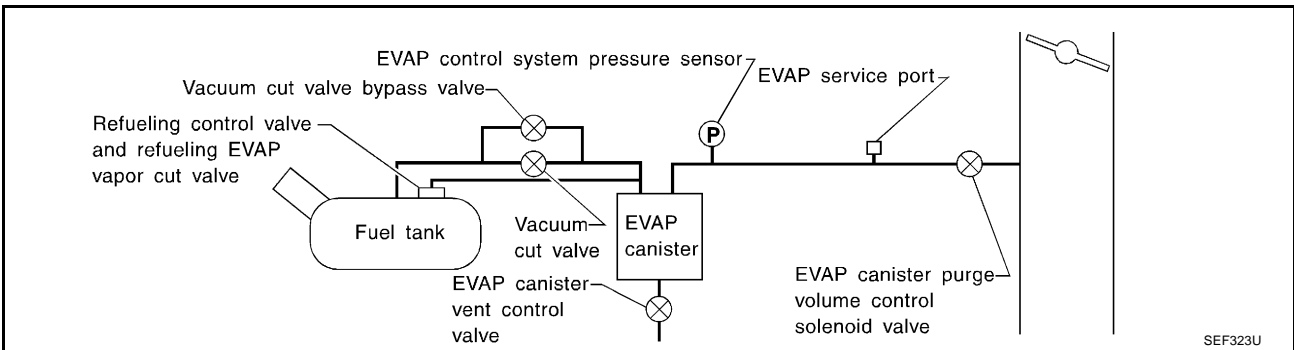 EVAP control system pressure sensor
EVAP service port
Vacuum cut valve bypass valve
Refueling control valve
and refueling EVAP
vapor cut valve
P
Fuel tank
Vacuum
cut valve
EVAP
canister
EVAP canister
vent control
valve
EVAP canister purge
volume control
solenoid valve
SEF323U